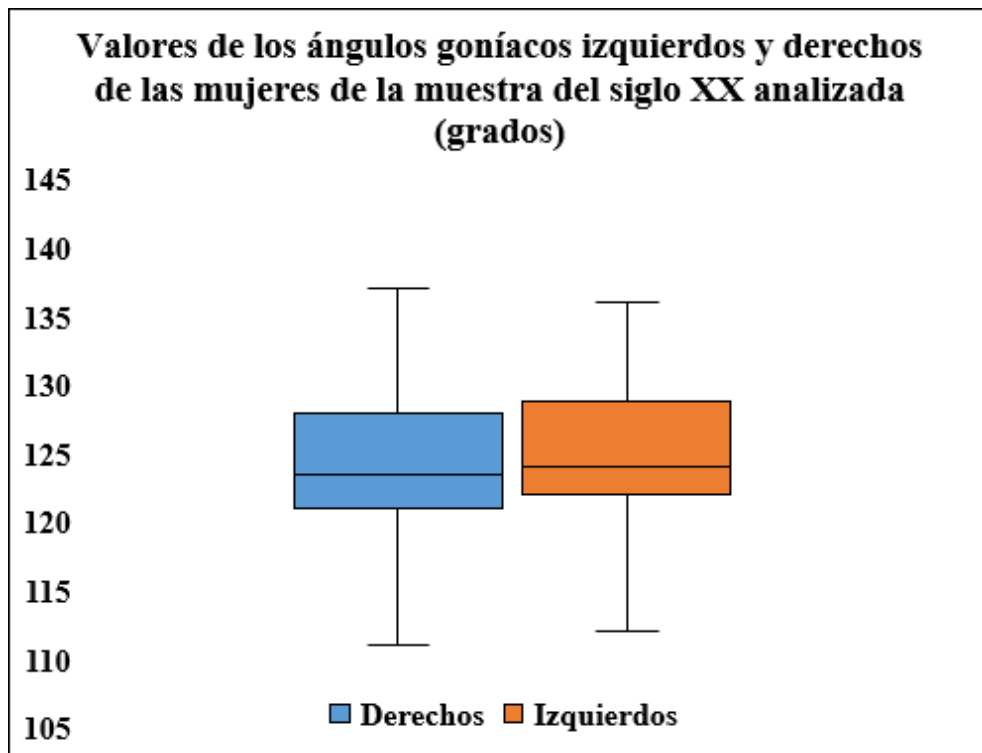 Valores de los ángulos goníacos izquierdos y derechos
de las mujeres de la muestra del siglo XX analizada
(grados)
145
140
135
130
125
120
115
110
105
Derechos Izquierdos